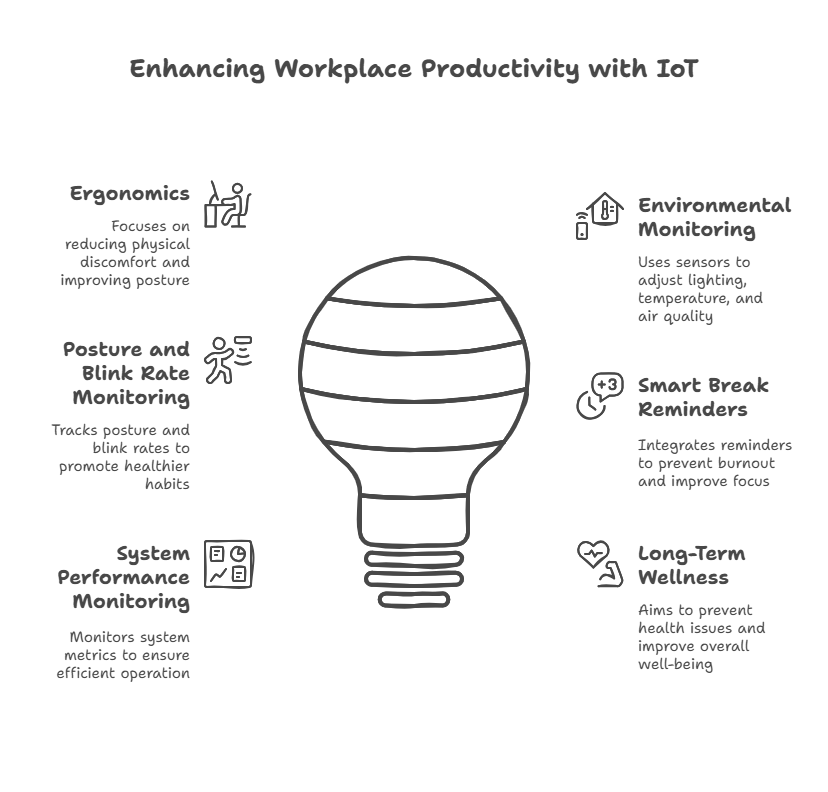 Enhancing Workplace Productivity with IoT
Ergonomics
Focuses on
reducing physical
discomfort and
improving posture
Posture and
Blink Rate
Monitoring
Tracks posture and
blink rates to
promote healthier
habits
System
Performance
Monitoring
Monitors system
metrics to ensure
efficient operation
Environmental
Monitoring
Uses sensors to
adjust lighting,
temperature, and
air quality
+3
Smart Break
Reminders
Integrates reminders
to prevent burnout
and improve focus
Long-Term
Wellness
Aims to prevent
health issues and
improve overall
well-being